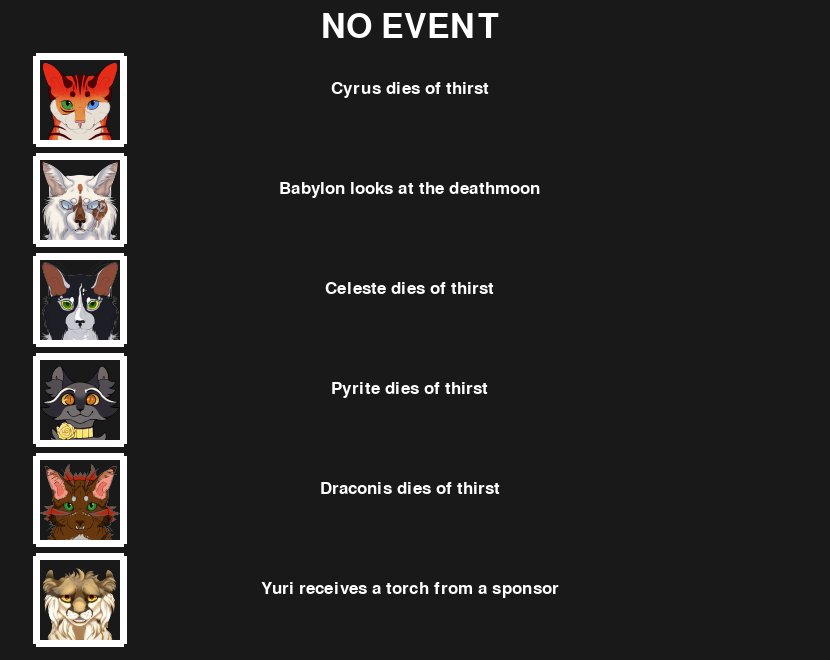 NO EVENT
Cyrus dies of thirst
Babylon looks at the deathmoon
Celeste dies of thirst
Pyrite dies of thirst
Draconis dies of thirst
Yuri receives a torch from a sponsor